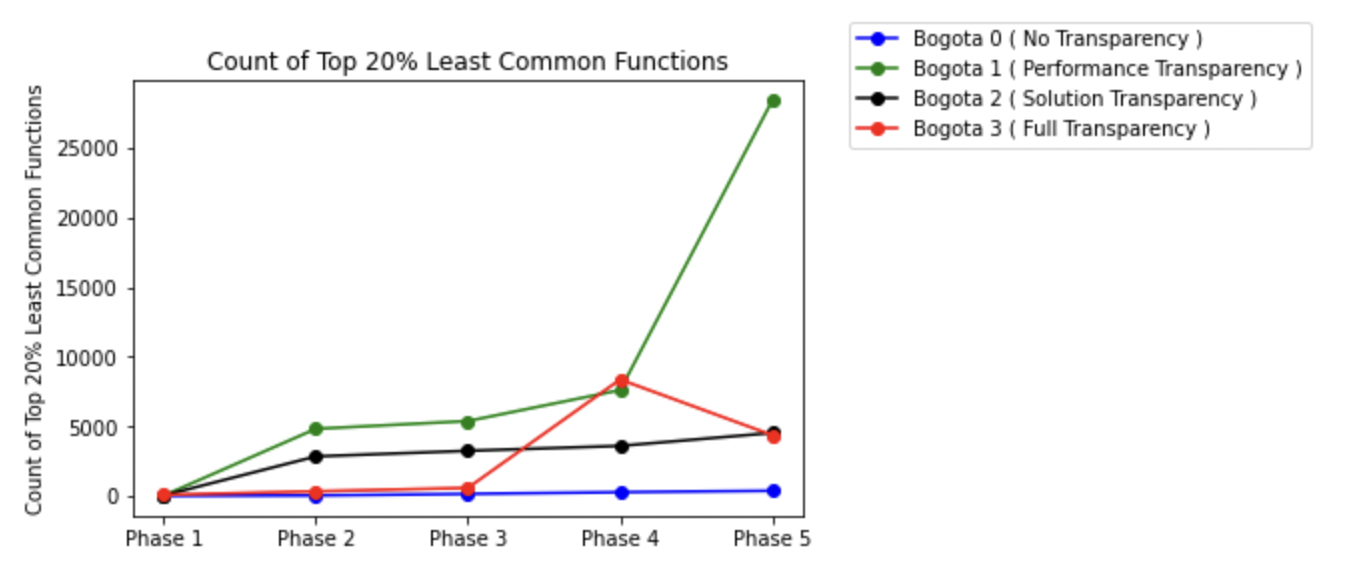 Count of Top 20% Least Common Functions
Bogota 0 ( No Transparency )
Bogota 1 ( Performance Transparency )
Bogota 2 ( Solution Transparency )
Bogota 3 ( Full Transparency )
Count of Top 20% Least Common Functions
25000
20000
15000
10000
5000
0
Phase 1 Phase 2 Phase 3 Phase 4 Phase 5